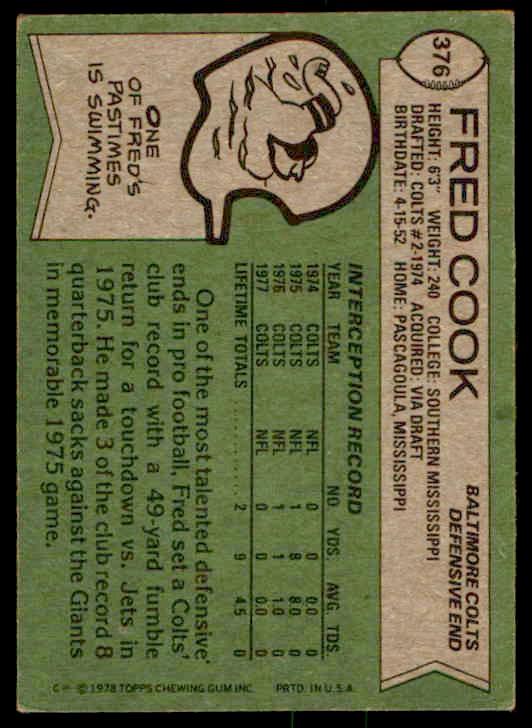 376
FRED COOK
BALTIMORE COLTS
DEFENSIVE END
HEIGHT: 6'3" WEIGHT: 240 COLLEGE: SOUTHERN MISSISSIPPI
DRAFTED: COLTS #2-1974 ACQUIRED: VIA DRAFT
BIRTHDATE: 4-15-52 HOME: PASCAGOULA, MISSISSIPPI
INTERCEPTION RECORD
YEAR TEAM NO. YDS. AVG. TDS.
1974 COLTS NFL 0 0 0.0 0
1975 COLTS NFL 1 8 8.0 0
1976 COLTS NFL 1 1 1.0 0
1977 COLTS NFL 0 0 0.0 0
LIFETIME TOTALS 2 9 4.5 0
One of the most talented defensive
ends in pro football, Fred set a Colts'
club record with a 49-yard fumble
return for a touchdown vs. Jets in
1975. He made 3 of the club record 8
quarterback sacks against the Giants
in memorable 1975 game.
ONE
OF FRED'S
PASTIMES
IS SWIMMING.
© 1978 TOPPS CHEWING GUM INC. PRTD. IN U.S.A.